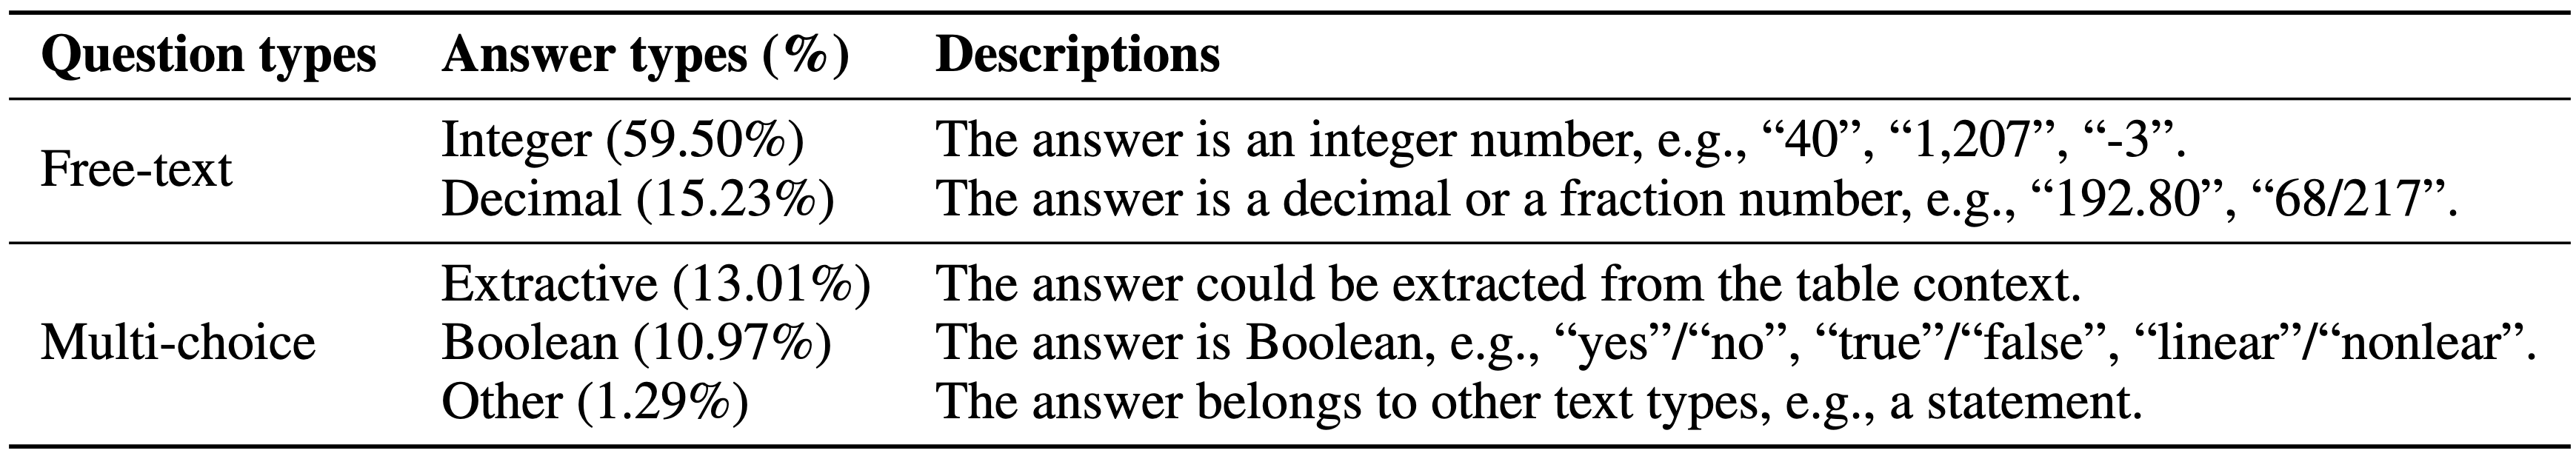 Question types Answer types (%) Descriptions
Free-text
Integer (59.50%) The answer is an integer number, e.g., “40”, “1,207”, “-3”.
Decimal (15.23%) The answer is a decimal or a fraction number, e.g., “192.80”, “68/217”.
Multi-choice
Extractive (13.01%) The answer could be extracted from the table context.
Boolean (10.97%) The answer is Boolean, e.g., “yes”/“no”, “true”/“false”, “linear”/“nonlear”.
Other (1.29%) The answer belongs to other text types, e.g., a statement.